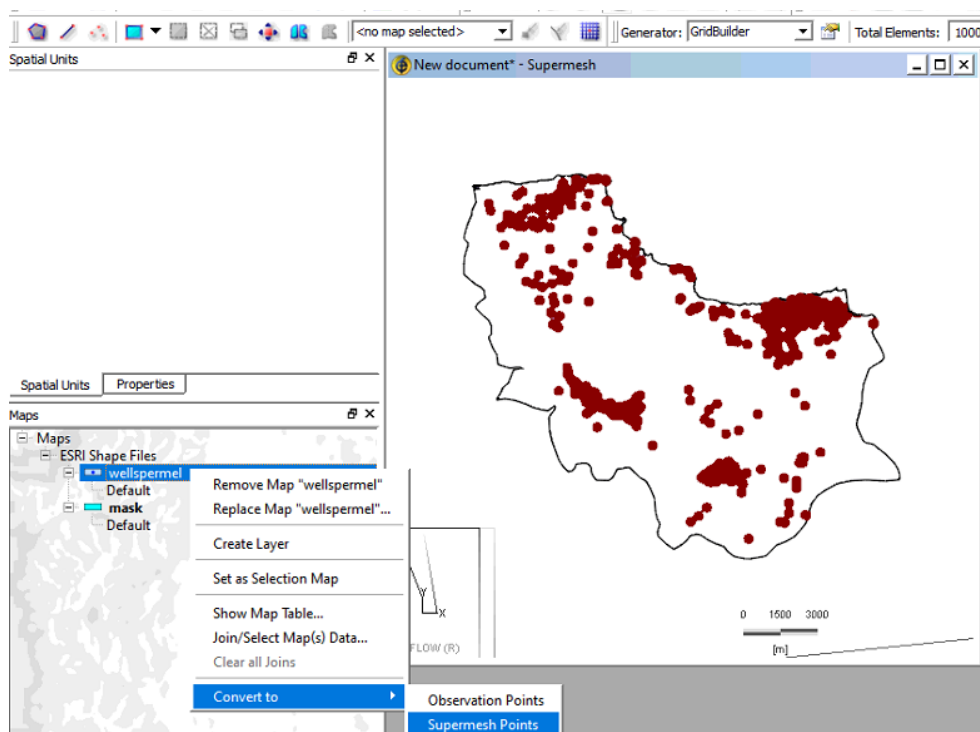 <no map selected>
Generator:
GridBuilder
Total Elements:
1000
Spatial Units
New document* - Supermesh
Spatial Units
Properties
Maps
Maps
ESRI Shape Files
wellspermel
Default
mask
Default
Remove Map "wellspermel"
Replace Map "wellspermel"...
Create Layer
Set as Selection Map
Show Map Table...
Join/Select Map(s) Data...
Clear all Joins
Convert to
Observation Points
Supermesh Points
Y
X
FLOW (R)
0 1500 3000
[m]